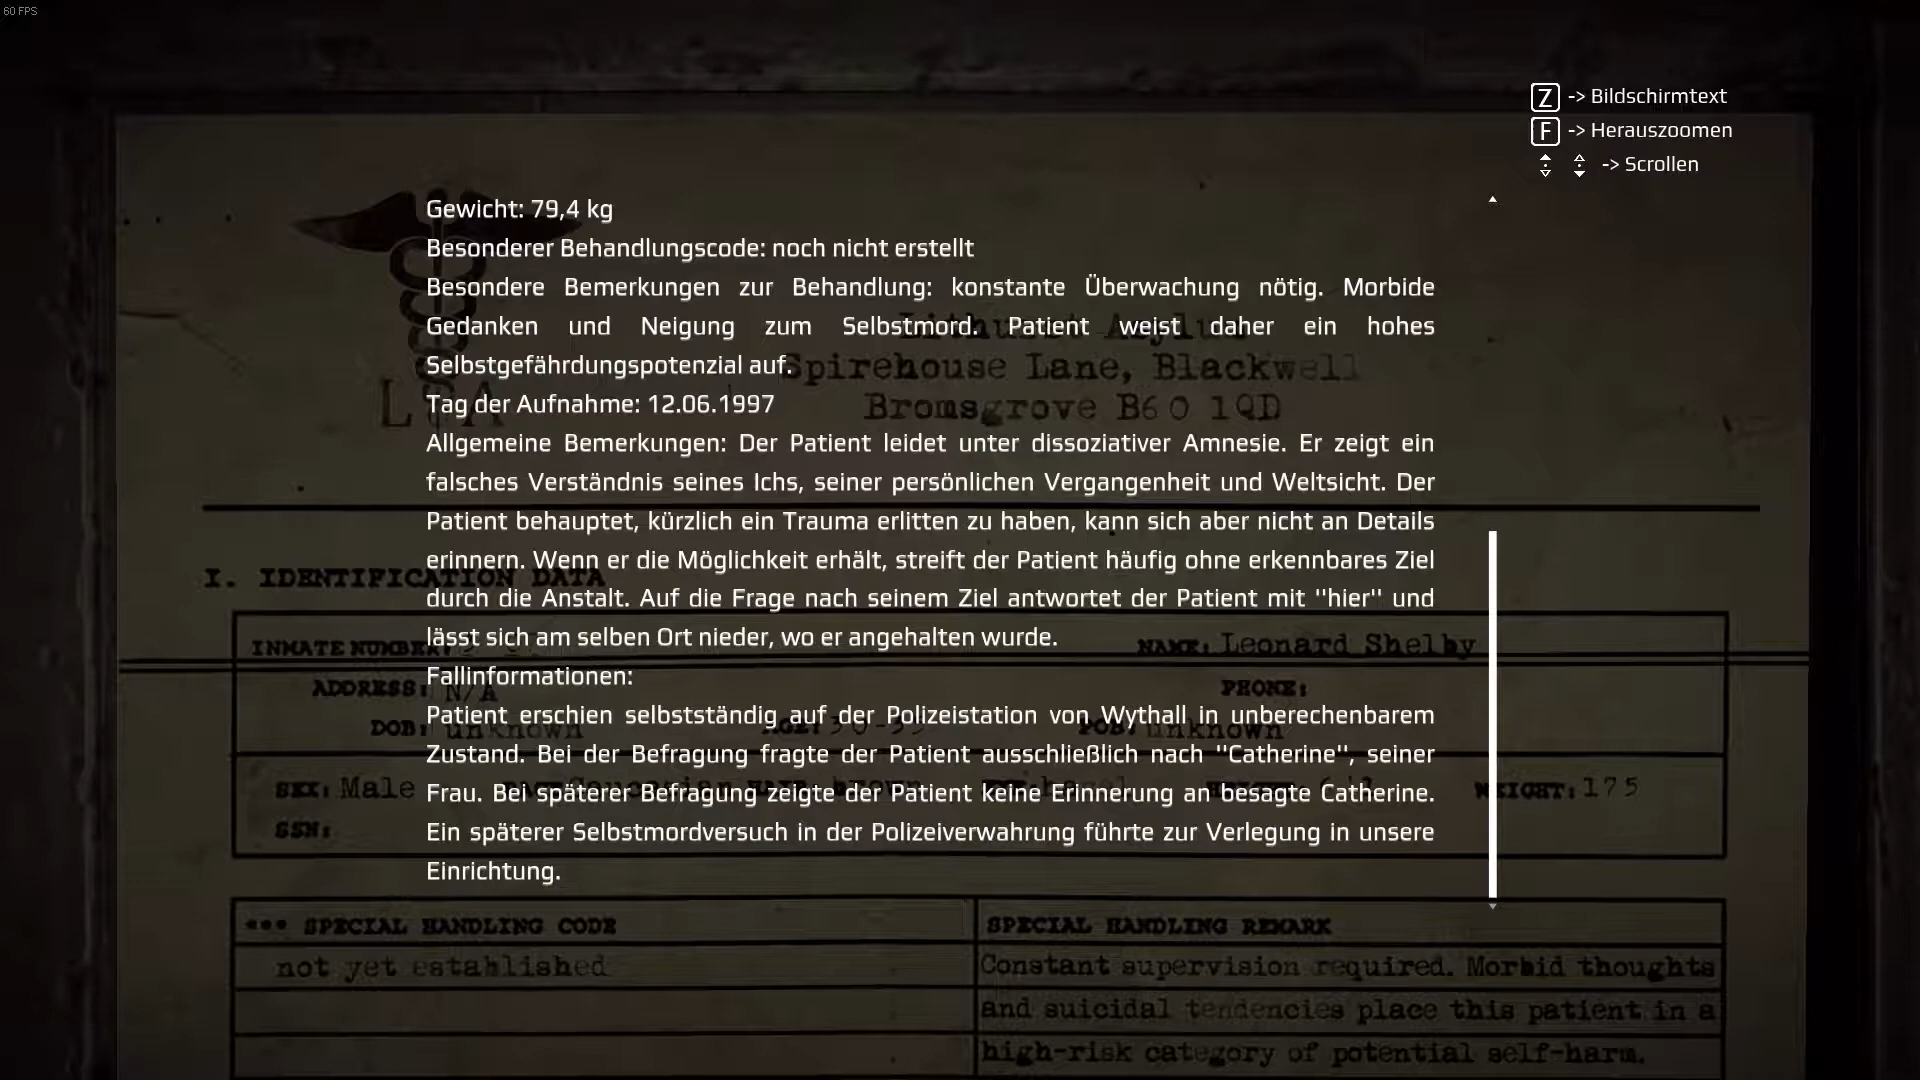 60 FPS
Z -> Bildschirmtext
F -> Herauszoomen
-> Scrollen
Gewicht: 79,4 kg
Besonderer Behandlungscode: noch nicht erstellt
Besondere Bemerkungen zur Behandlung: konstante Überwachung nötig. Morbide
Gedanken und Neigung zum Selbstmord. Patient weist daher ein hohes
Selbstgefährdungspotenzial auf.
Tag der Aufnahme: 12.06.1997
Allgemeine Bemerkungen: Der Patient leidet unter dissoziativer Amnesie. Er zeigt ein
falsches Verständnis seines Ichs, seiner persönlichen Vergangenheit und Weltsicht. Der
Patient behauptet, kürzlich ein Trauma erlitten zu haben, kann sich aber nicht an Details
erinnern. Wenn er die Möglichkeit erhält, streift der Patient häufig ohne erkennbares Ziel
durch die Anstalt. Auf die Frage nach seinem Ziel antwortet der Patient mit "hier" und
lässt sich am selben Ort nieder, wo er angehalten wurde.
Fallinformationen:
Patient erschien selbstständig auf der Polizeistation von Wythall in unberechenbarem
Zustand. Bei der Befragung fragte der Patient ausschließlich nach "Catherine", seiner
Frau. Bei späterer Befragung zeigte der Patient keine Erinnerung an besagte Catherine.
Ein späterer Selbstmordversuch in der Polizeiverwahrung führte zur Verlegung in unsere
Einrichtung.
Spirehouse Lane, Blackwell
Bromsgrove B60 1QD
I. IDENTIFICATION DATA
INMATE NUMBER:
NAME: Leonard Shelby
ADDRESS: N/A
PHONE:
DOB: unknown
POB: unknown
SEX: Male
WEIGHT: 175
SSN:
*** SPECIAL HANDLING CODE
not yet established
SPECIAL HANDLING REMARK
Constant supervision required. Morbid thoughts
and suicidal tendencies place this patient in a
high-risk category of potential self-harm.